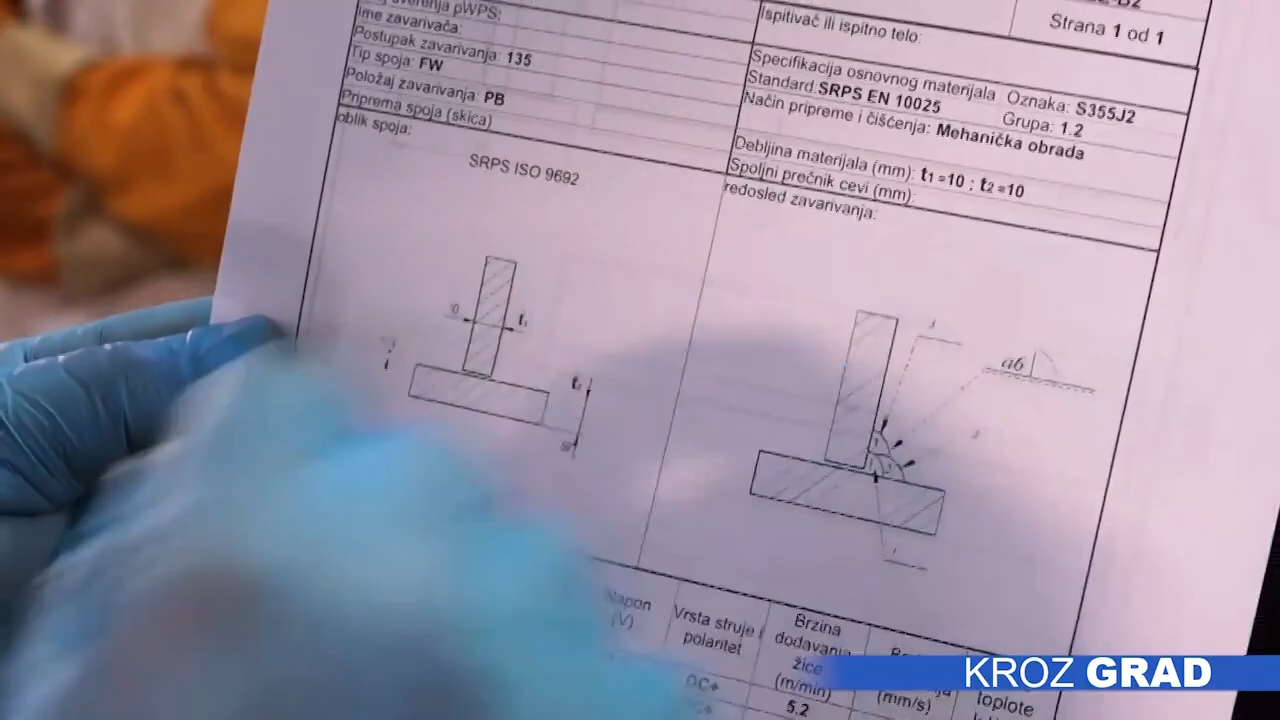 pWPS:
Ime zavarivača:
Postupak zavarivanja: 135
Tip spoja: FW
Položaj zavarivanja: PB
Priprema spoja (skica)
oblik spoja:
SRPS ISO 9692
t₁
Ispitivač ili ispitno telo:
Strana 1 od 1
Specifikacija osnovnog materijala Oznaka: S355J2
Standard: SRPS EN 10025 Grupa: 1.2
Način pripreme i čišćenja: Mehanička obrada
Debljina materijala (mm): t1 =10 ; t2 =10
Spoljni prečnik cevi (mm):
redosled zavarivanja:
a6
Napon
(V)
Vrsta struje i
polaritet
Brzina
dodavanja
žice
(m/min)
(mm/s)
toplote
DC+
5.2
KROZ GRAD